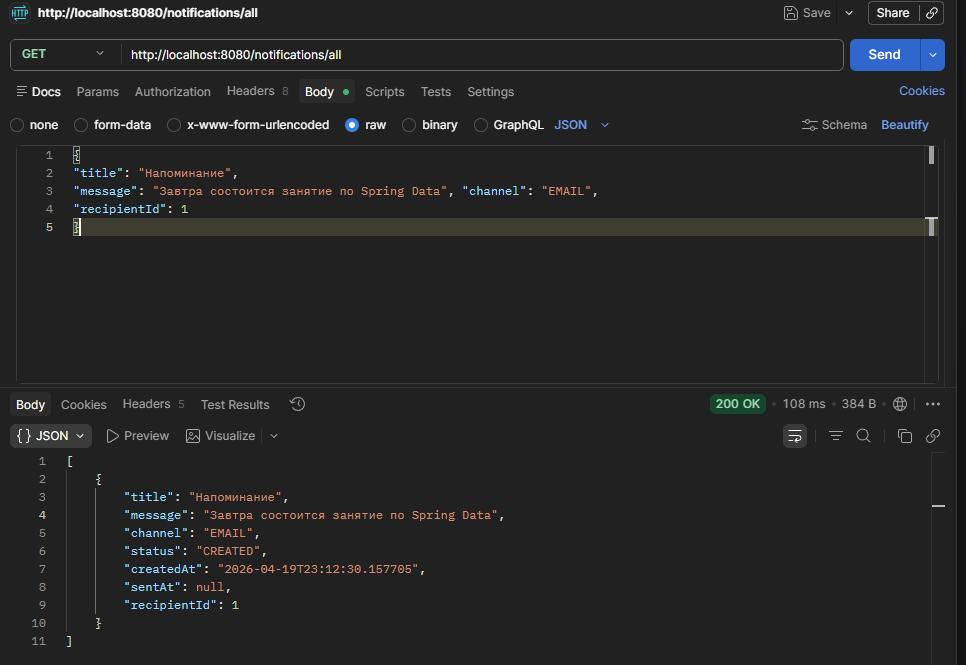 HTTP http://localhost:8080/notifications/all Save Share
GET http://localhost:8080/notifications/all Send
Docs Params Authorization Headers 8 Body Scripts Tests Settings Cookies
none form-data x-www-form-urlencoded raw binary GraphQL JSON Schema Beautify
1 {
2 "title": "Напоминание",
3 "message": "Завтра состоится занятие по Spring Data", "channel": "EMAIL",
4 "recipientId": 1
5 }
Body Cookies Headers 5 Test Results 200 OK • 108 ms • 384 B •
{} JSON Preview Visualize
1 [
2 {
3 "title": "Напоминание",
4 "message": "Завтра состоится занятие по Spring Data",
5 "channel": "EMAIL",
6 "status": "CREATED",
7 "createdAt": "2026-04-19T23:12:30.157705",
8 "sentAt": null,
9 "recipientId": 1
10 }
11 ]